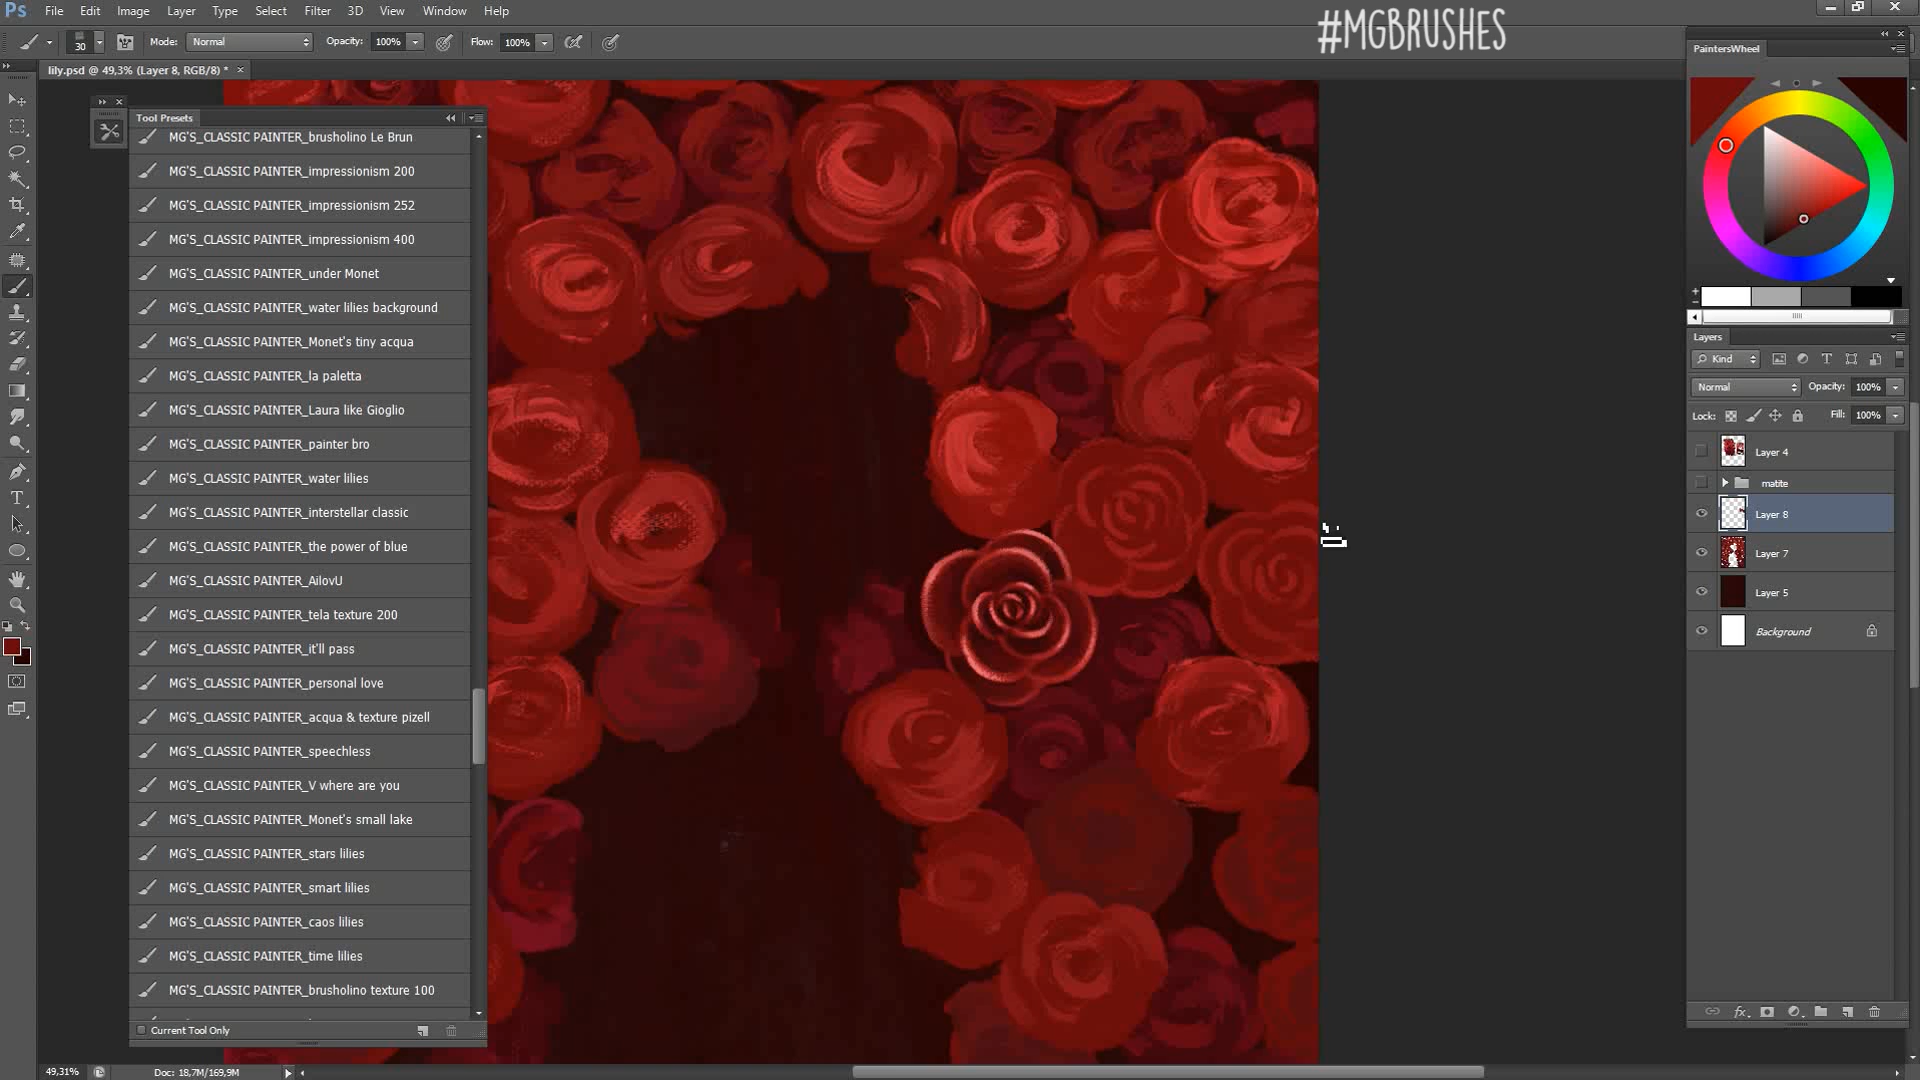 Ps File Edit Image Layer Type Select Filter 3D View Window Help
#MGBRUSHES
30 Mode: Normal Opacity: 100% Flow: 100%
lily.psd @ 49,3% (Layer 8, RGB/8) *
Tool Presets
MG'S_CLASSIC PAINTER_brusholino Le Brun
MG'S_CLASSIC PAINTER_impressionism 200
MG'S_CLASSIC PAINTER_impressionism 252
MG'S_CLASSIC PAINTER_impressionism 400
MG'S_CLASSIC PAINTER_under Monet
MG'S_CLASSIC PAINTER_water lilies background
MG'S_CLASSIC PAINTER_Monet's tiny acqua
MG'S_CLASSIC PAINTER_la paletta
MG'S_CLASSIC PAINTER_Laura like Gioglio
MG'S_CLASSIC PAINTER_painter bro
MG'S_CLASSIC PAINTER_water lilies
MG'S_CLASSIC PAINTER_interstellar classic
MG'S_CLASSIC PAINTER_the power of blue
MG'S_CLASSIC PAINTER_AilovU
MG'S_CLASSIC PAINTER_tela texture 200
MG'S_CLASSIC PAINTER_it'll pass
MG'S_CLASSIC PAINTER_personal love
MG'S_CLASSIC PAINTER_acqua & texture pizell
MG'S_CLASSIC PAINTER_speechless
MG'S_CLASSIC PAINTER_V where are you
MG'S_CLASSIC PAINTER_Monet's small lake
MG'S_CLASSIC PAINTER_stars lilies
MG'S_CLASSIC PAINTER_smart lilies
MG'S_CLASSIC PAINTER_caos lilies
MG'S_CLASSIC PAINTER_time lilies
MG'S_CLASSIC PAINTER_brusholino texture 100
Current Tool Only
49,31% Doc: 18,7M/169,9M
PaintersWheel
Layers
Kind
Normal Opacity: 100%
Lock: Fill: 100%
Layer 4
matite
Layer 8
Layer 7
Layer 5
Background